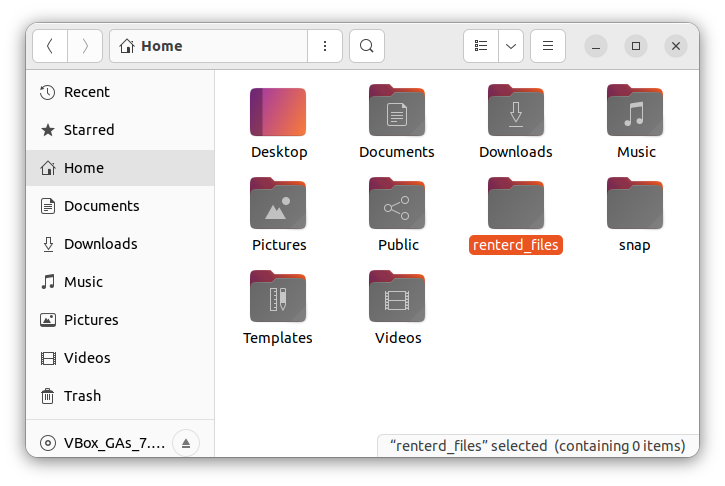 Home
Recent
Starred
Home
Documents
Downloads
Music
Pictures
Videos
Trash
VBox_GAs_7....
Desktop
Documents
Downloads
Music
Pictures
Public
renterd_files
snap
Templates
Videos
“renterd_files” selected (containing 0 items)